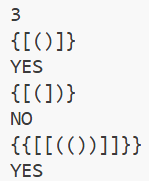 3
{[()]}
YES
{[(])}
NO
{{[[(())]]}}
YES